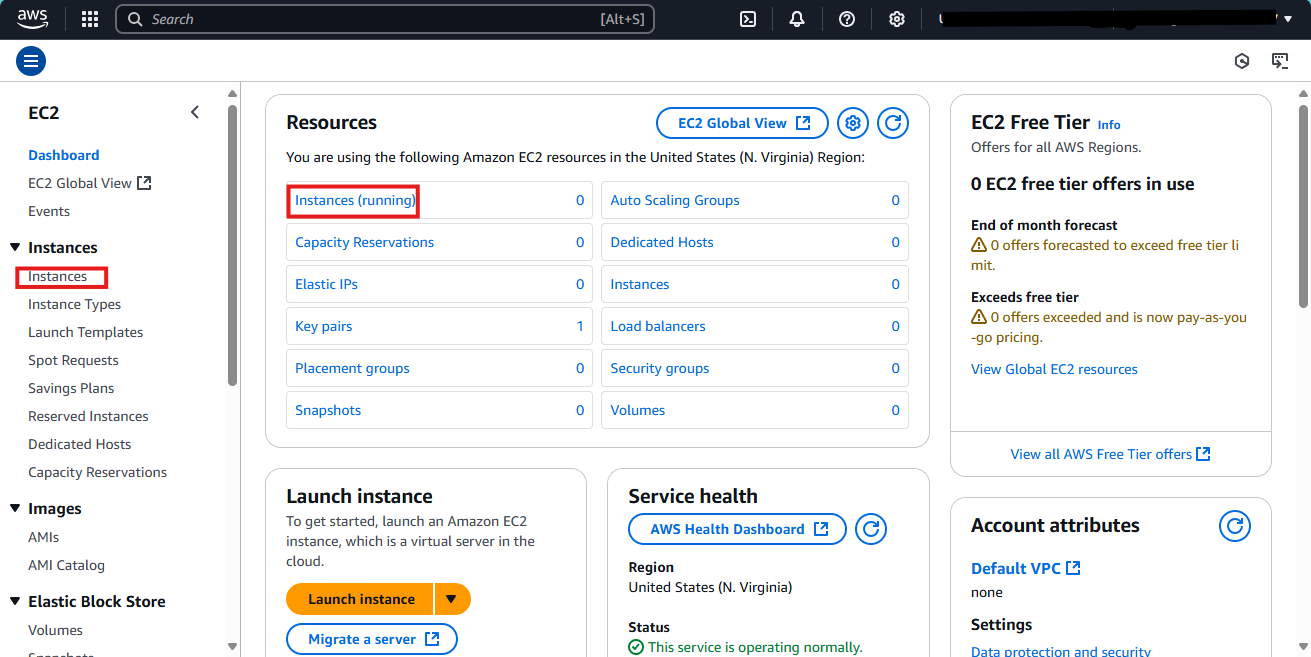 aws
Search [Alt+S]
EC2
Dashboard
EC2 Global View
Events
Instances
Instances
Instance Types
Launch Templates
Spot Requests
Savings Plans
Reserved Instances
Dedicated Hosts
Capacity Reservations
Images
AMIs
AMI Catalog
Elastic Block Store
Volumes
Snapshots
Resources
EC2 Global View
You are using the following Amazon EC2 resources in the United States (N. Virginia) Region:
Instances (running) 0
Auto Scaling Groups 0
Capacity Reservations 0
Dedicated Hosts 0
Elastic IPs 0
Instances 0
Key pairs 1
Load balancers 0
Placement groups 0
Security groups 0
Snapshots 0
Volumes 0
Launch instance
To get started, launch an Amazon EC2
instance, which is a virtual server in the
cloud.
Launch instance
Migrate a server
Service health
AWS Health Dashboard
Region
United States (N. Virginia)
Status
This service is operating normally.
EC2 Free Tier Info
Offers for all AWS Regions.
0 EC2 free tier offers in use
End of month forecast
0 offers forecasted to exceed free tier li
mit.
Exceeds free tier
0 offers exceeded and is now pay-as-you
-go pricing.
View Global EC2 resources
View all AWS Free Tier offers
Account attributes
Default VPC
none
Settings
Data protection and security